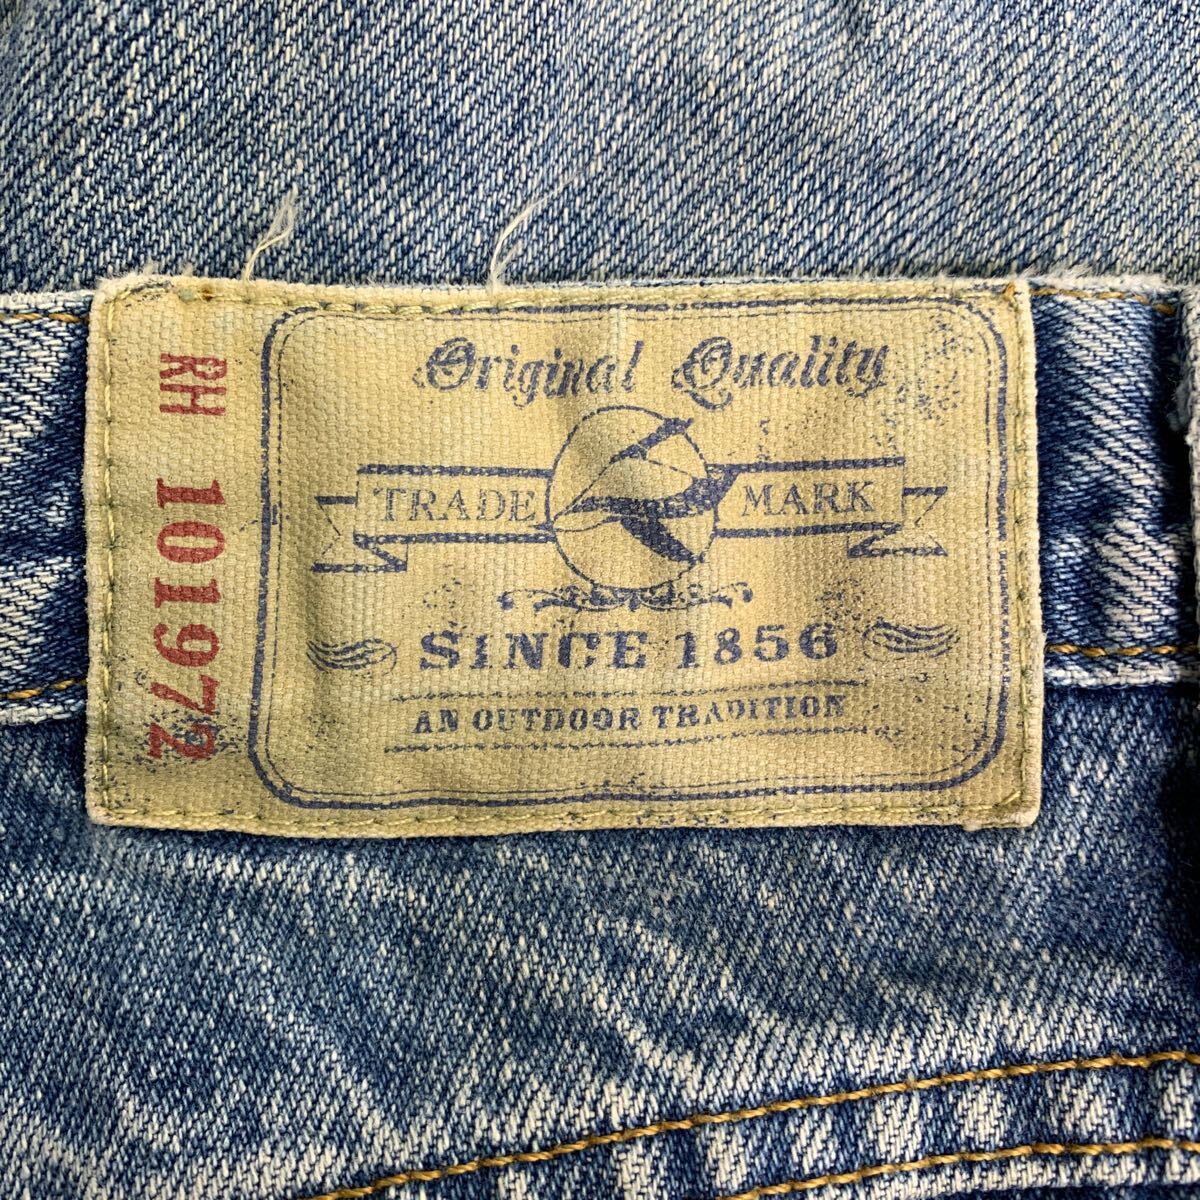 Original Quality
TRADE MARK
SINCE 1856
AN OUTDOOR TRADITION
RH 101972